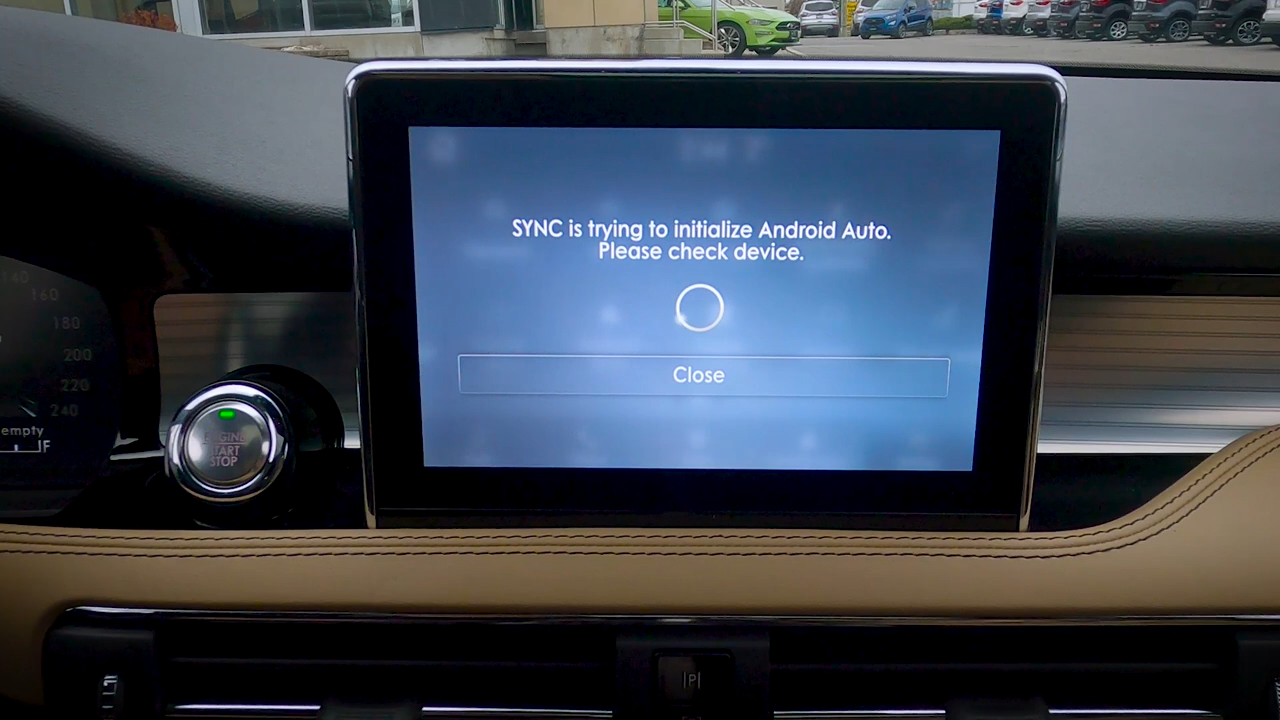 SYNC is trying to initialize Android Auto.
Please check device.
Close
140
160
180
200
220
240
empty
F
ENGINE
START
STOP
P